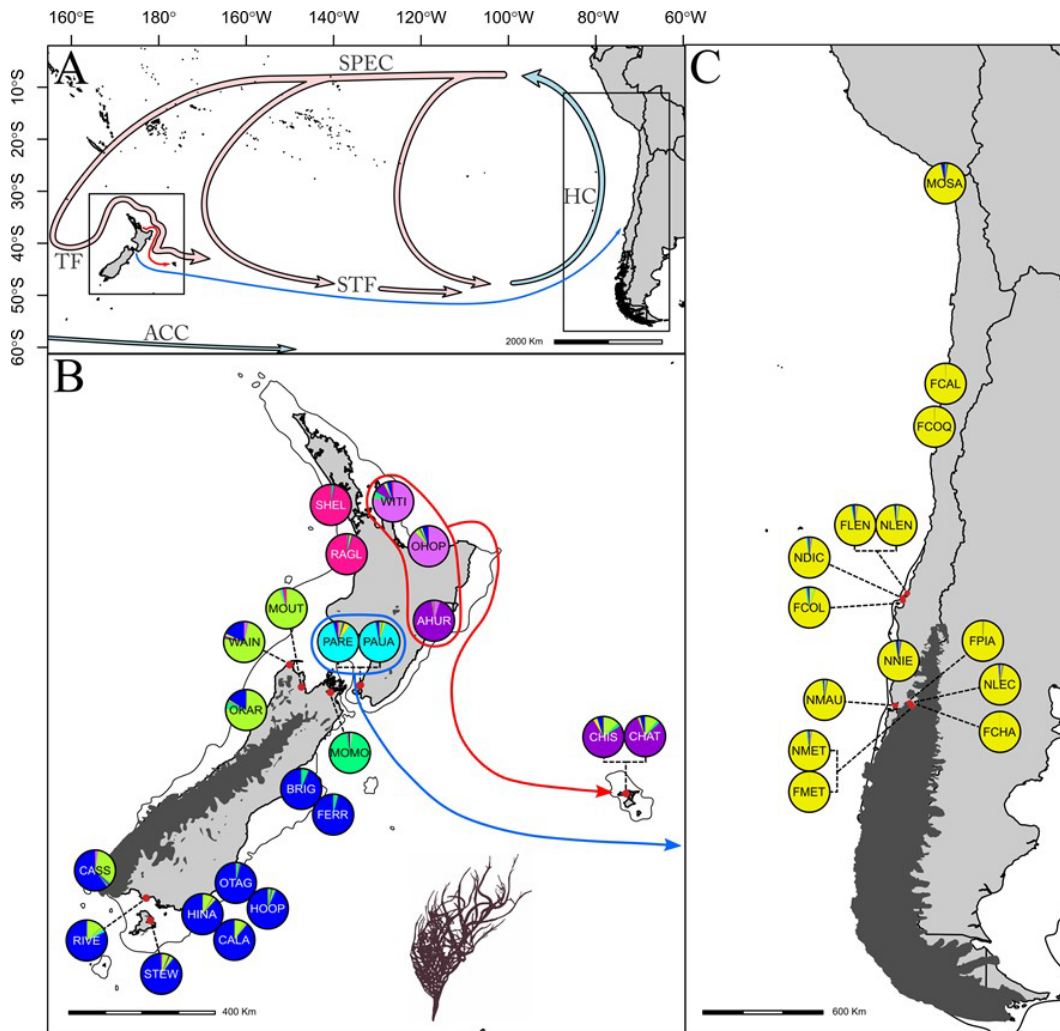 160°E 180°W 160°W 140°W 120°W 100°W 80°W 60°W
A
SPEC
10°S
20°S
30°S
HC
40°S
TF
STF
50°S
ACC
2000 Km
60°S
B
SHEL
WITI
RAGL
OHOP
MOUT
WAIN
AHUR
PARE
PAUA
OKAR
MOMO
CHIS
CHAT
BRIG
FERR
CASS
OTAG
HINA
HOOP
RIVE
CALA
STEW
400 Km
C
MOSA
FCAL
FCOQ
FLEN
NLEN
NDIC
FCOL
FPIA
NNIE
NLEC
NMAU
FCHA
NMET
FMET
600 Km